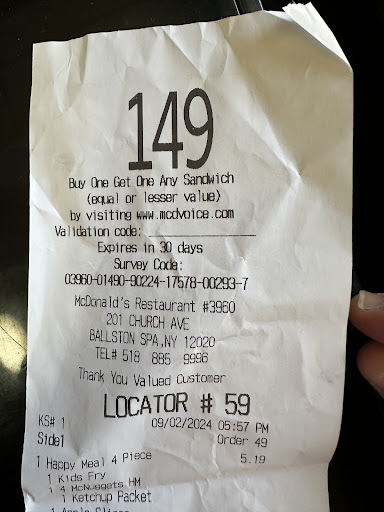 149
Buy One Get One Any Sandwich
(equal or lesser value)
by visiting www.mcdvoice.com
Validation code: ___________________
Expires in 30 days
Survey Code:
03960-01490-90224-17578-00293-7
McDonald's Restaurant #3960
201 CHURCH AVE
BALLSTON SPA,NY 12020
TEL# 518 885 9996
Thank You Valued Customer
LOCATOR # 59
KS# 1 09/02/2024 05:57 PM
Side1 Order 49
1 Happy Meal 4 Piece 5.19
1 Kids Fry
1 4 McNuggets HM
1 Ketchup Packet